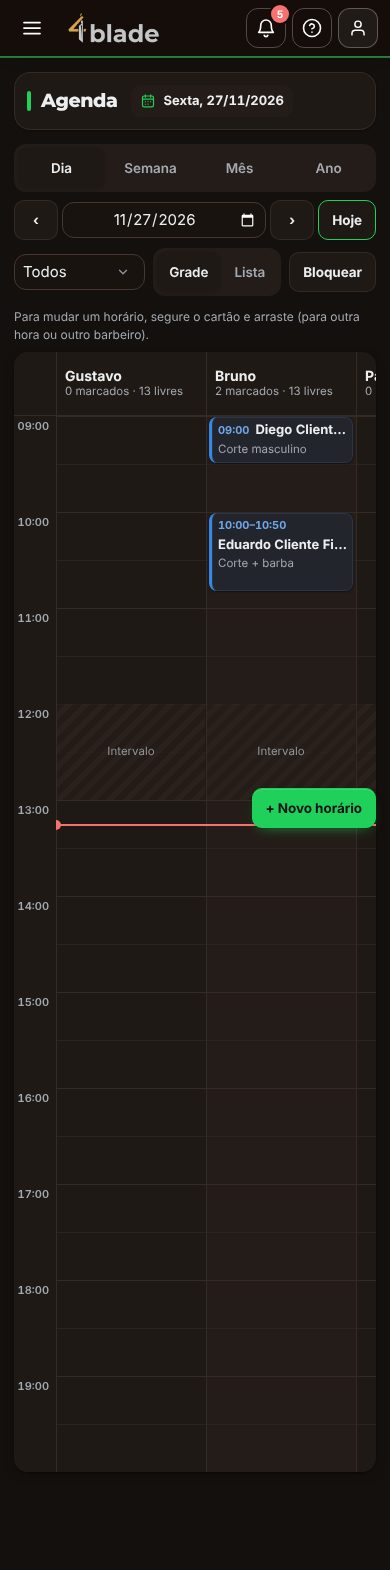 4blade
5
Agenda
Sexta, 27/11/2026
Dia
Semana
Mês
Ano
‹
11/27/2026
›
Hoje
Todos
Grade
Lista
Bloquear
Para mudar um horário, segure o cartão e arraste (para outra
hora ou outro barbeiro).
Gustavo
0 marcados · 13 livres
Bruno
2 marcados · 13 livres
Pa
0
09:00
09:00 Diego Client...
Corte masculino
10:00
10:00–10:50
Eduardo Cliente Fi...
Corte + barba
11:00
12:00
Intervalo
Intervalo
13:00
+ Novo horário
14:00
15:00
16:00
17:00
18:00
19:00